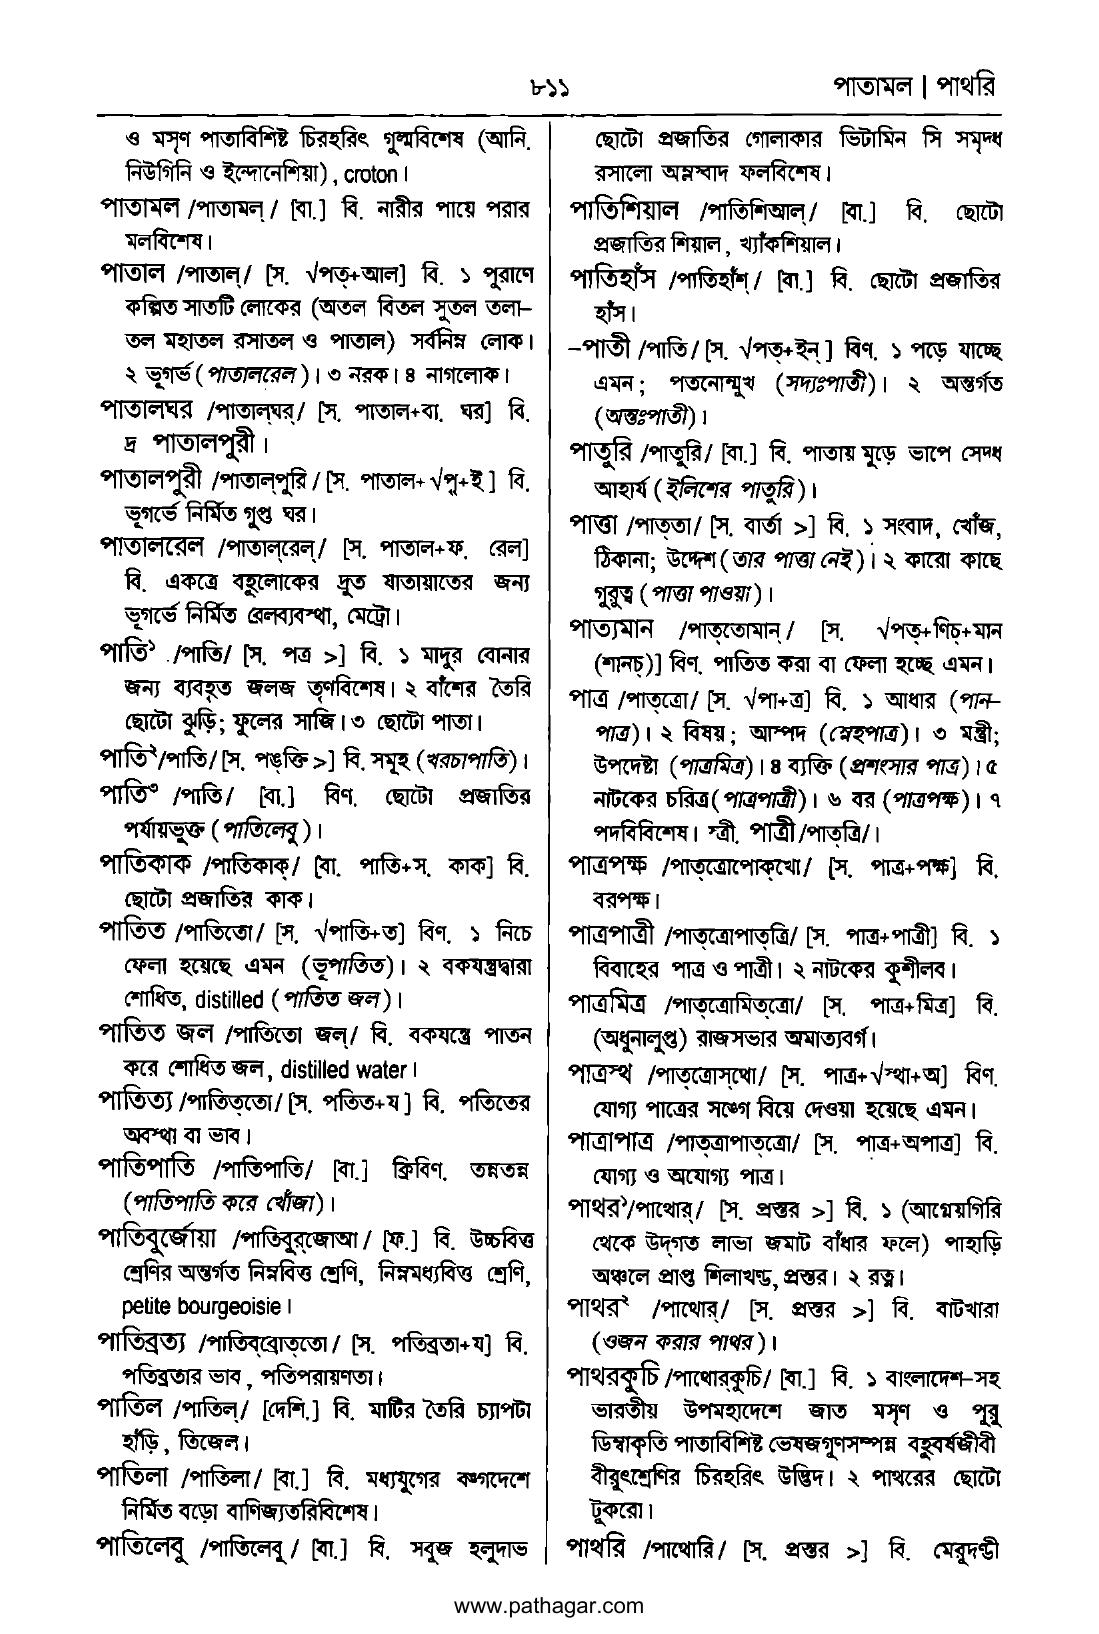 ৮১১
পাতামল | পাথরি
ও মসৃণ পাতাবিশিষ্ট চিরহরিৎ গুল্মবিশেষ (আনি.
নিউগিনি ও ইন্দোনেশিয়া), croton।
পাতামল /পাতামল্/ [বা.] বি. নারীর পায়ে পরার
মলবিশেষ।
পাতাল /পাতাল্/ [স. √পত্+আল] বি. ১ পুরাণে
কল্পিত সাতটি লোকের (অতল বিতল সুতল তলা-
তল মহাতল রসাতল ও পাতাল) সর্বনিম্ন লোক।
২ ভূগর্ভ (পাতালরেল)। ৩ নরক। ৪ নাগলোক।
পাতালঘর /পাতাল্‌ঘর্/ [স. পাতাল+বা. ঘর] বি.
দ্র পাতালপুরী।
পাতালপুরী /পাতাল্‌পুরি/ [স. পাতাল+√পূ+ই] বি.
ভূগর্ভে নির্মিত গুপ্ত ঘর।
পাতালরেল /পাতাল্‌রেল্/ [স. পাতাল+ফ. রেল]
বি. একত্রে বহুলোকের দ্রুত যাতায়াতের জন্য
ভূগর্ভে নির্মিত রেলব্যবস্থা, মেট্রো।
পাতি১ /পাতি/ [স. পত্র >] বি. ১ মাদুর বোনার
জন্য ব্যবহৃত জলজ তৃণবিশেষ। ২ বাঁশের তৈরি
ছোটো ঝুড়ি; ফুলের সাজি। ৩ ছোটো পাতা।
পাতি২/পাতি/ [স. পঙ্‌ক্তি >] বি. সমূহ (খরচাপাতি)।
পাতি৩ /পাতি/ [বা.] বিণ. ছোটো প্রজাতির
পর্যায়ভুক্ত (পাতিলেবু)।
পাতিকাক /পাতিকাক্/ [বা. পাতি+স. কাক] বি.
ছোটো প্রজাতির কাক।
পাতিত /পাতিতো/ [স. √পাতি+ত] বিণ. ১ নিচে
ফেলা হয়েছে এমন (ভূপাতিত)। ২ বকযন্ত্রদ্বারা
শোধিত, distilled (পাতিত জল)।
পাতিত জল /পাতিতো জল্/ বি. বকযন্ত্রে পাতন
করে শোধিত জল, distilled water।
পাতিত্য /পাতিত্‌তো/ [স. পতিত+য] বি. পতিতের
অবস্থা বা ভাব।
পাতিপাতি /পাতিপাতি/ [বা.] ক্রিবিণ. তন্নতন্ন
(পাতিপাতি করে খোঁজা)।
পাতিবুর্জোয়া /পাতিবুর্‌জোআ/ [ফ.] বি. উচ্চবিত্ত
শ্রেণির অন্তর্গত নিম্নবিত্ত শ্রেণি, নিম্নমধ্যবিত্ত শ্রেণি,
petite bourgeoisie।
পাতিব্রত্য /পাতিব্‌ব্রোত্‌তো/ [স. পতিব্রতা+য] বি.
পতিব্রতার ভাব, পতিপরায়ণতা।
পাতিল /পাতিল্/ [দেশি.] বি. মাটির তৈরি চ্যাপটা
হাঁড়ি, তিজেল।
পাতিলা /পাতিলা/ [বা.] বি. মধ্যযুগের বঙ্গদেশে
নির্মিত বড়ো বাণিজ্যতরিবিশেষ।
পাতিলেবু /পাতিলেবু/ [বা.] বি. সবুজ হলুদাভ
ছোটো প্রজাতির গোলাকার ভিটামিন সি সমৃদ্ধ
রসালো অম্লস্বাদ ফলবিশেষ।
পাতিশিয়াল /পাতিশিআল্/ [বা.] বি. ছোটো
প্রজাতির শিয়াল, খ্যাঁকশিয়াল।
পাতিহাঁস /পাতিহাঁশ্/ [বা.] বি. ছোটো প্রজাতির
হাঁস।
-পাতী /পাতি/ [স. √পত্+ইন্] বিণ. ১ পড়ে যাচ্ছে
এমন; পতনোন্মুখ (সদ্যঃপাতী)। ২ অন্তর্গত
(অন্তঃপাতী)।
পাতুরি /পাতুরি/ [বা.] বি. পাতায় মুড়ে ভাপে সেদ্ধ
আহার্য (ইলিশের পাতুরি)।
পাত্তা /পাত্‌তা/ [স. বার্তা >] বি. ১ সংবাদ, খোঁজ,
ঠিকানা; উদ্দেশ (তার পাত্তা নেই)। ২ কারো কাছে
গুরুত্ব (পাত্তা পাওয়া)।
পাত্যমান /পাত্‌তোমান্/ [স. √পত্+ণিচ্+মান
(শানচ্)] বিণ. পাতিত করা বা ফেলা হচ্ছে এমন।
পাত্র /পাত্‌ত্রো/ [স. √পা+ত্র] বি. ১ আধার (পান-
পাত্র)। ২ বিষয়; আস্পদ (স্নেহপাত্র)। ৩ মন্ত্রী;
উপদেষ্টা (পাত্রমিত্র)। ৪ ব্যক্তি (প্রশংসার পাত্র)। ৫
নাটকের চরিত্র (পাত্রপাত্রী)। ৬ বর (পাত্রপক্ষ)। ৭
পদবিবিশেষ। স্ত্রী. পাত্রী /পাত্‌ত্রি/।
পাত্রপক্ষ /পাত্‌ত্রোপোক্‌খো/ [স. পাত্র+পক্ষ] বি.
বরপক্ষ।
পাত্রপাত্রী /পাত্‌ত্রোপাত্‌ত্রি/ [স. পাত্র+পাত্রী] বি. ১
বিবাহের পাত্র ও পাত্রী। ২ নাটকের কুশীলব।
পাত্রমিত্র /পাত্‌ত্রোমিত্‌ত্রো/ [স. পাত্র+মিত্র] বি.
(অধুনালুপ্ত) রাজসভার অমাত্যবর্গ।
পাত্রস্থ /পাত্‌ত্রোস্‌থো/ [স. পাত্র+√স্থা+অ] বিণ.
যোগ্য পাত্রের সঙ্গে বিয়ে দেওয়া হয়েছে এমন।
পাত্রাপাত্র /পাত্‌ত্রাপাত্‌ত্রো/ [স. পাত্র+অপাত্র] বি.
যোগ্য ও অযোগ্য পাত্র।
পাথর১/পাথোর্/ [স. প্রস্তর >] বি. ১ (আগ্নেয়গিরি
থেকে উদ্‌গত লাভা জমাট বাঁধার ফলে) পাহাড়ি
অঞ্চলে প্রাপ্ত শিলাখণ্ড, প্রস্তর। ২ রত্ন।
পাথর২ /পাথোর্/ [স. প্রস্তর >] বি. বাটখারা
(ওজন করার পাথর)।
পাথরকুচি /পাথোর্‌কুচি/ [বা.] বি. ১ বাংলাদেশ-সহ
ভারতীয় উপমহাদেশে জাত মসৃণ ও পুরু
ডিম্বাকৃতি পাতাবিশিষ্ট ভেষজগুণসম্পন্ন বহুবর্ষজীবী
বীরুৎশ্রেণির চিরহরিৎ উদ্ভিদ। ২ পাথরের ছোটো
টুকরো।
পাথরি /পাথোরি/ [স. প্রস্তর >] বি. মেরুদণ্ডী
www.pathagar.com